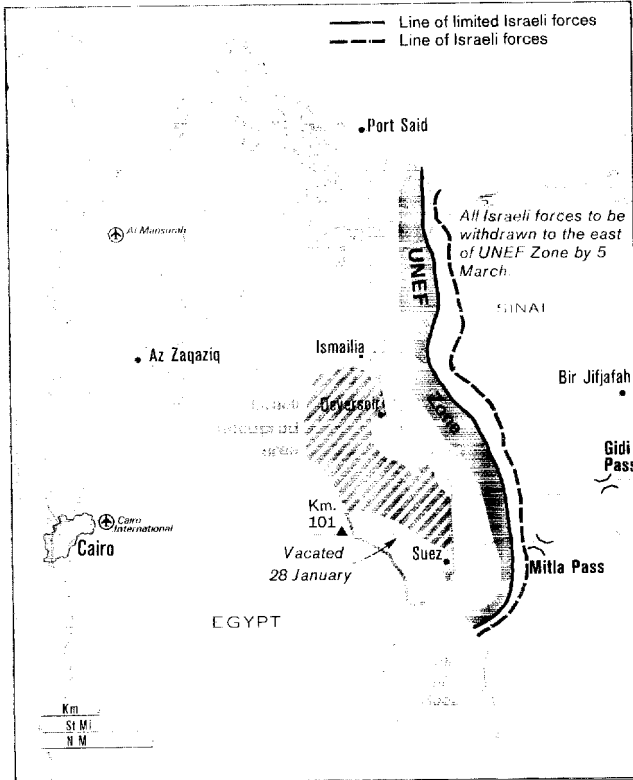 Line of limited Israeli forces
Line of Israeli forces
Port Said
Al Mansurah
All Israeli forces to be
withdrawn to the east
of UNEF Zone by 5
March.
UNEF
Zone
SINAI
Ismailia
Az Zaqaziq
Bir Jifjafah
Deversoir
Gidi
Pass
Km.
101
Cairo
International
Cairo
Vacated
28 January
Suez
Mitla Pass
EGYPT
Km
St Mi
N M